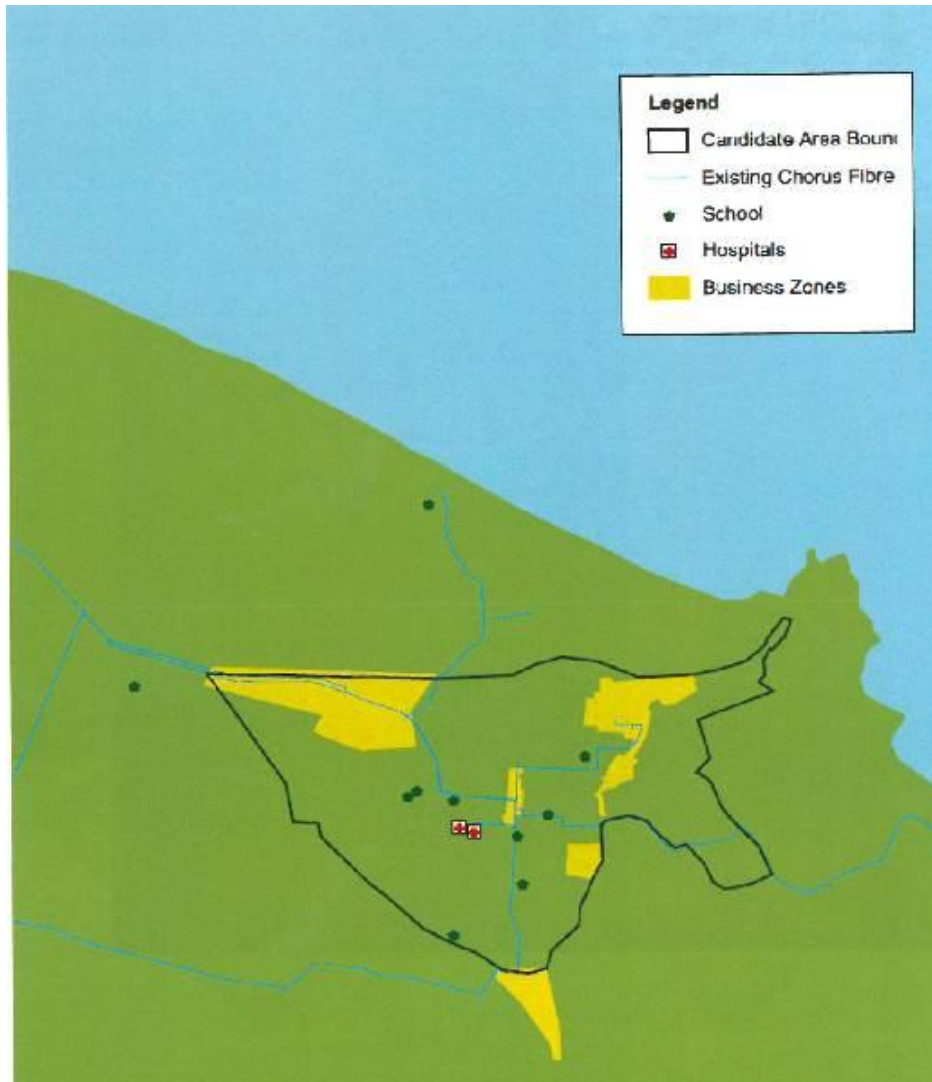 Legend
Candidate Area Boun
Existing Chorus Fibre
School
Hospitals
Business Zones